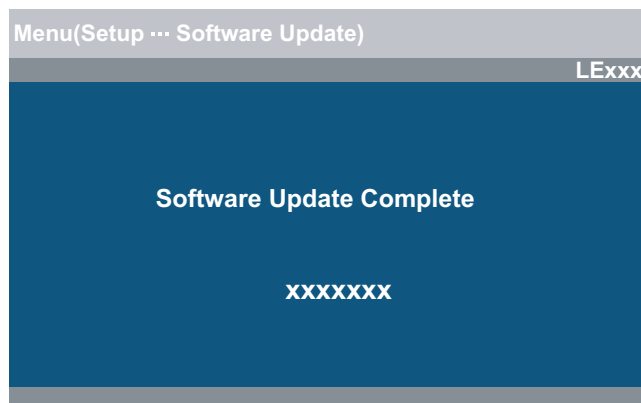 Menu(Setup ··· Software Update)
LExxx
Software Update Complete
xxxxxxx